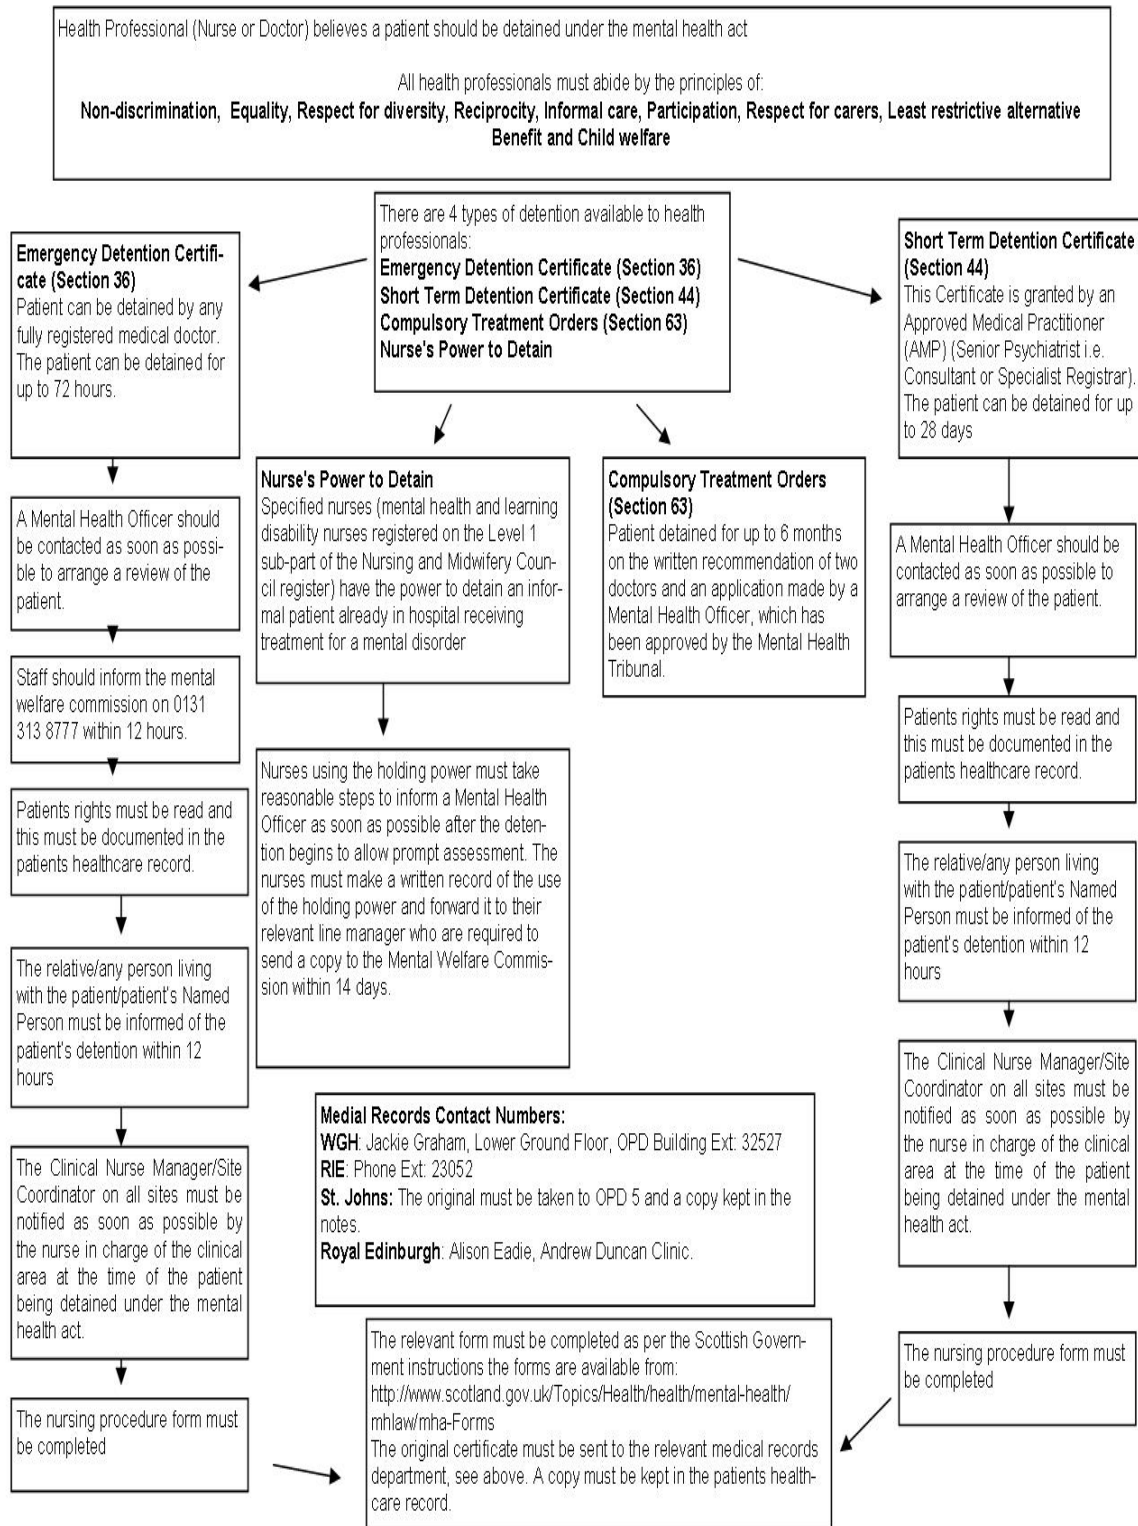 Health Professional (Nurse or Doctor) believes a patient should be detained under the mental health act
All health professionals must abide by the principles of:
Non-discrimination, Equality, Respect for diversity, Reciprocity, Informal care, Participation, Respect for carers, Least restrictive alternative
Benefit and Child welfare
There are 4 types of detention available to health
professionals:
Emergency Detention Certificate (Section 36)
Short Term Detention Certificate (Section 44)
Compulsory Treatment Orders (Section 63)
Nurse's Power to Detain
Emergency Detention Certifi-
cate (Section 36)
Patient can be detained by any
fully registered medical doctor.
The patient can be detained for
up to 72 hours.
A Mental Health Officer should
be contacted as soon as possi-
ble to arrange a review of the
patient.
Staff should inform the mental
welfare commission on 0131
313 8777 within 12 hours.
Patients rights must be read and
this must be documented in the
patients healthcare record.
The relative/any person living
with the patient/patient's Named
Person must be informed of the
patient's detention within 12
hours
The Clinical Nurse Manager/Site
Coordinator on all sites must be
notified as soon as possible by
the nurse in charge of the clinical
area at the time of the patient
being detained under the mental
health act.
The nursing procedure form must
be completed
Nurse's Power to Detain
Specified nurses (mental health and learning
disability nurses registered on the Level 1
sub-part of the Nursing and Midwifery Coun-
cil register) have the power to detain an infor-
mal patient already in hospital receiving
treatment for a mental disorder
Nurses using the holding power must take
reasonable steps to inform a Mental Health
Officer as soon as possible after the deten-
tion begins to allow prompt assessment. The
nurses must make a written record of the use
of the holding power and forward it to their
relevant line manager who are required to
send a copy to the Mental Welfare Commis-
sion within 14 days.
Compulsory Treatment Orders
(Section 63)
Patient detained for up to 6 months
on the written recommendation of two
doctors and an application made by a
Mental Health Officer, which has
been approved by the Mental Health
Tribunal.
Short Term Detention Certificate
(Section 44)
This Certificate is granted by an
Approved Medical Practitioner
(AMP) (Senior Psychiatrist i.e.
Consultant or Specialist Registrar).
The patient can be detained for up
to 28 days
A Mental Health Officer should be
contacted as soon as possible to
arrange a review of the patient.
Patients rights must be read and
this must be documented in the
patients healthcare record.
The relative/any person living
with the patient/patient's Named
Person must be informed of the
patient's detention within 12
hours
The Clinical Nurse Manager/Site
Coordinator on all sites must be
notified as soon as possible by
the nurse in charge of the clinical
area at the time of the patient
being detained under the mental
health act.
The nursing procedure form must
be completed
Medial Records Contact Numbers:
WGH: Jackie Graham, Lower Ground Floor, OPD Building Ext: 32527
RIE: Phone Ext: 23052
St. Johns: The original must be taken to OPD 5 and a copy kept in the
notes.
Royal Edinburgh: Alison Eadie, Andrew Duncan Clinic.
The relevant form must be completed as per the Scottish Govern-
ment instructions the forms are available from:
http://www.scotland.gov.uk/Topics/Health/health/mental-health/
mhlaw/mha-Forms
The original certificate must be sent to the relevant medical records
department, see above. A copy must be kept in the patients health-
care record.